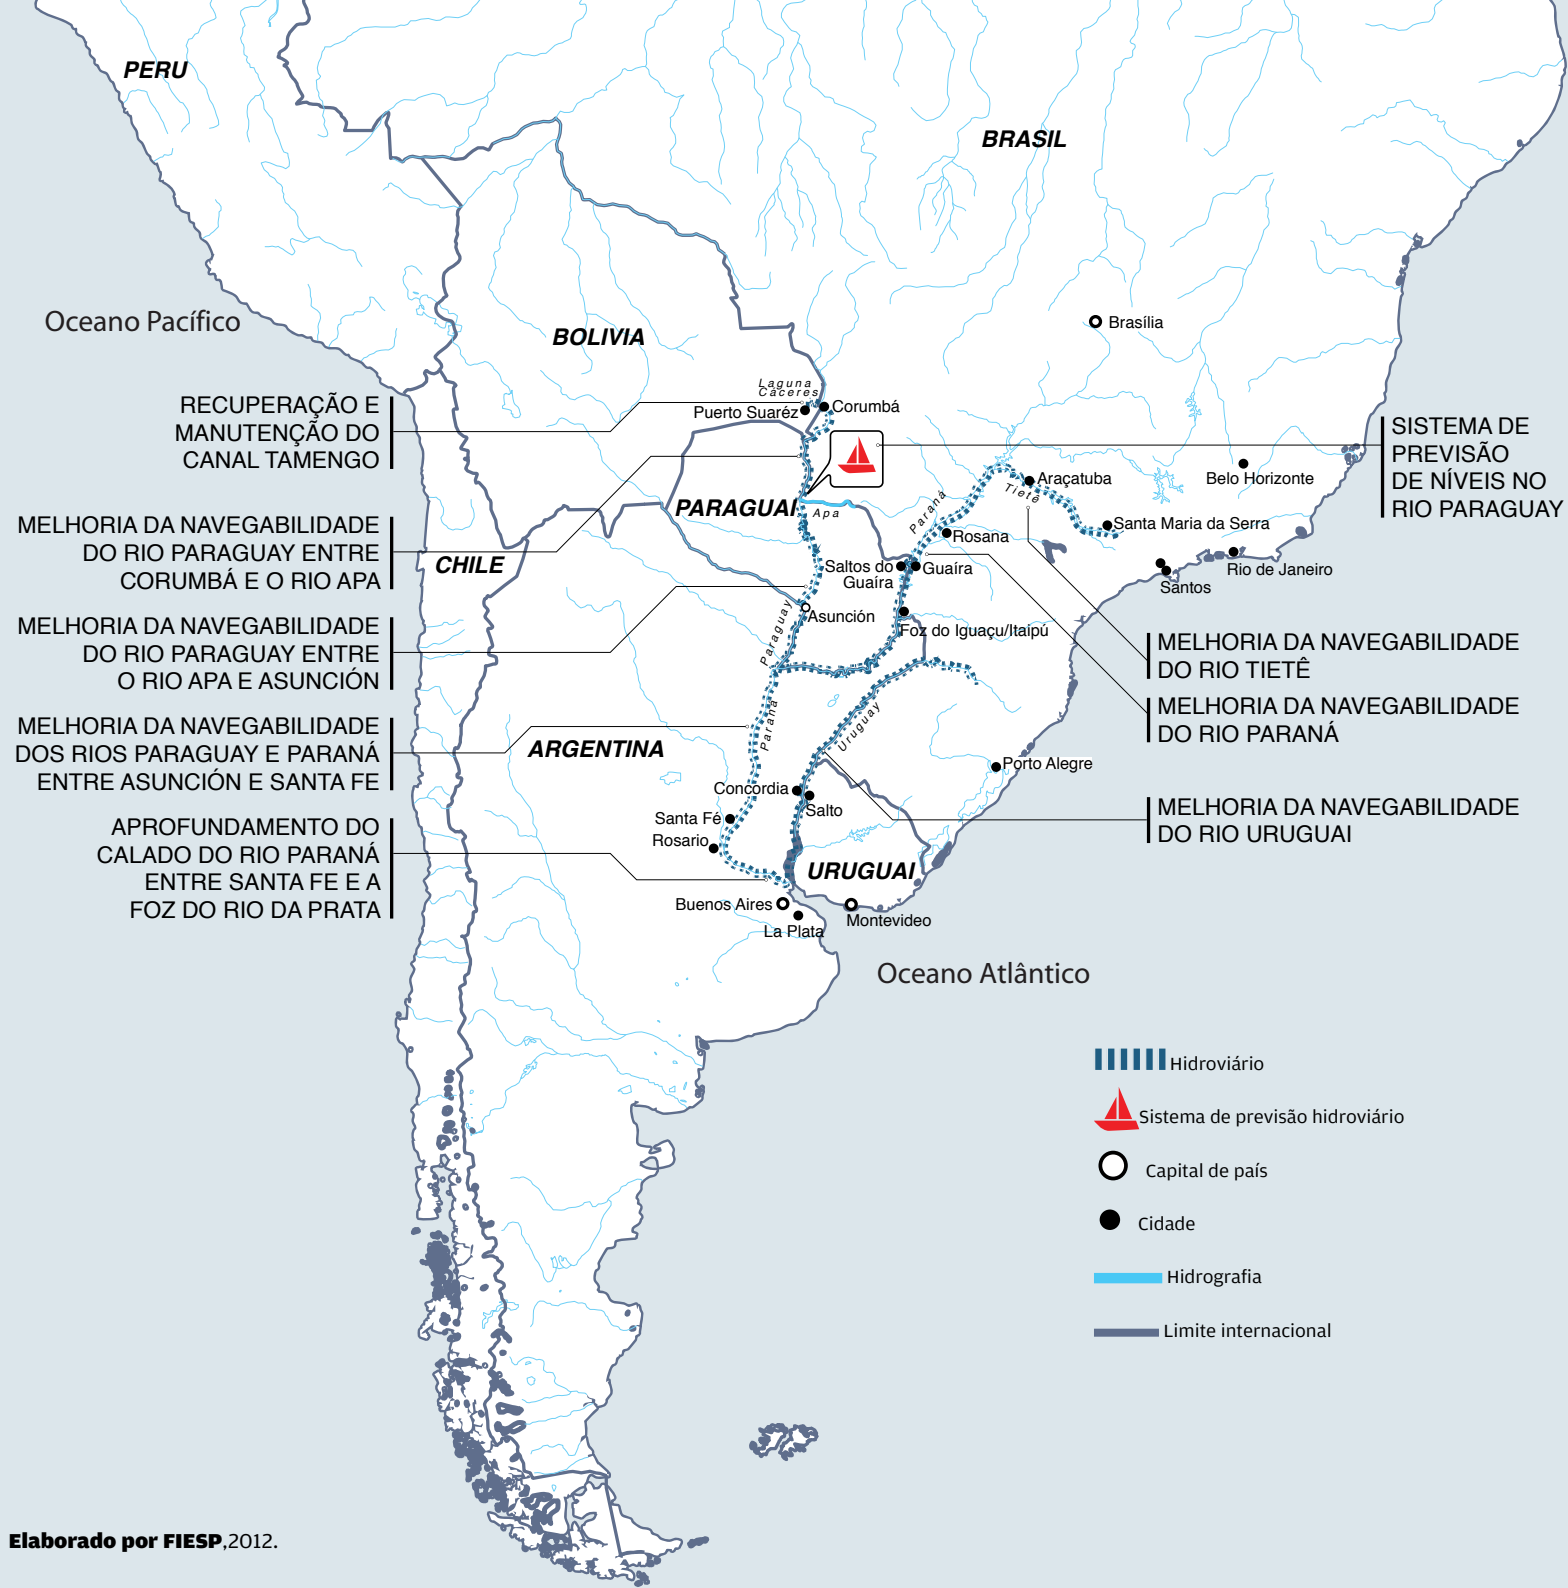 PERU
BRASIL
Oceano Pacífico
BOLIVIA
Brasília
Laguna
Cáceres
Puerto Suaréz
Corumbá
RECUPERAÇÃO E
MANUTENÇÃO DO
CANAL TAMENGO
SISTEMA DE
PREVISÃO
DE NÍVEIS NO
RIO PARAGUAY
Belo Horizonte
Araçatuba
Tietê
Paraná
PARAGUAI
Apa
Santa Maria da Serra
Rosana
MELHORIA DA NAVEGABILIDADE
DO RIO PARAGUAY ENTRE
CORUMBÁ E O RIO APA
CHILE
Saltos do
Guaíra
Guaíra
Rio de Janeiro
Santos
Asunción
Paraguay
Foz do Iguaçu/Itaipú
MELHORIA DA NAVEGABILIDADE
DO RIO PARAGUAY ENTRE
O RIO APA E ASUNCIÓN
MELHORIA DA NAVEGABILIDADE
DO RIO TIETÊ
MELHORIA DA NAVEGABILIDADE
DO RIO PARANÁ
MELHORIA DA NAVEGABILIDADE
DOS RIOS PARAGUAY E PARANÁ
ENTRE ASUNCIÓN E SANTA FE
Paraná
Uruguay
ARGENTINA
Porto Alegre
Concordia
Salto
MELHORIA DA NAVEGABILIDADE
DO RIO URUGUAI
Santa Fé
Rosario
APROFUNDAMENTO DO
CALADO DO RIO PARANÁ
ENTRE SANTA FE E A
FOZ DO RIO DA PRATA
URUGUAI
Buenos Aires
Montevideo
La Plata
Oceano Atlântico
Hidroviário
Sistema de previsão hidroviário
Capital de país
Cidade
Hidrografia
Limite internacional
Elaborado por FIESP,2012.